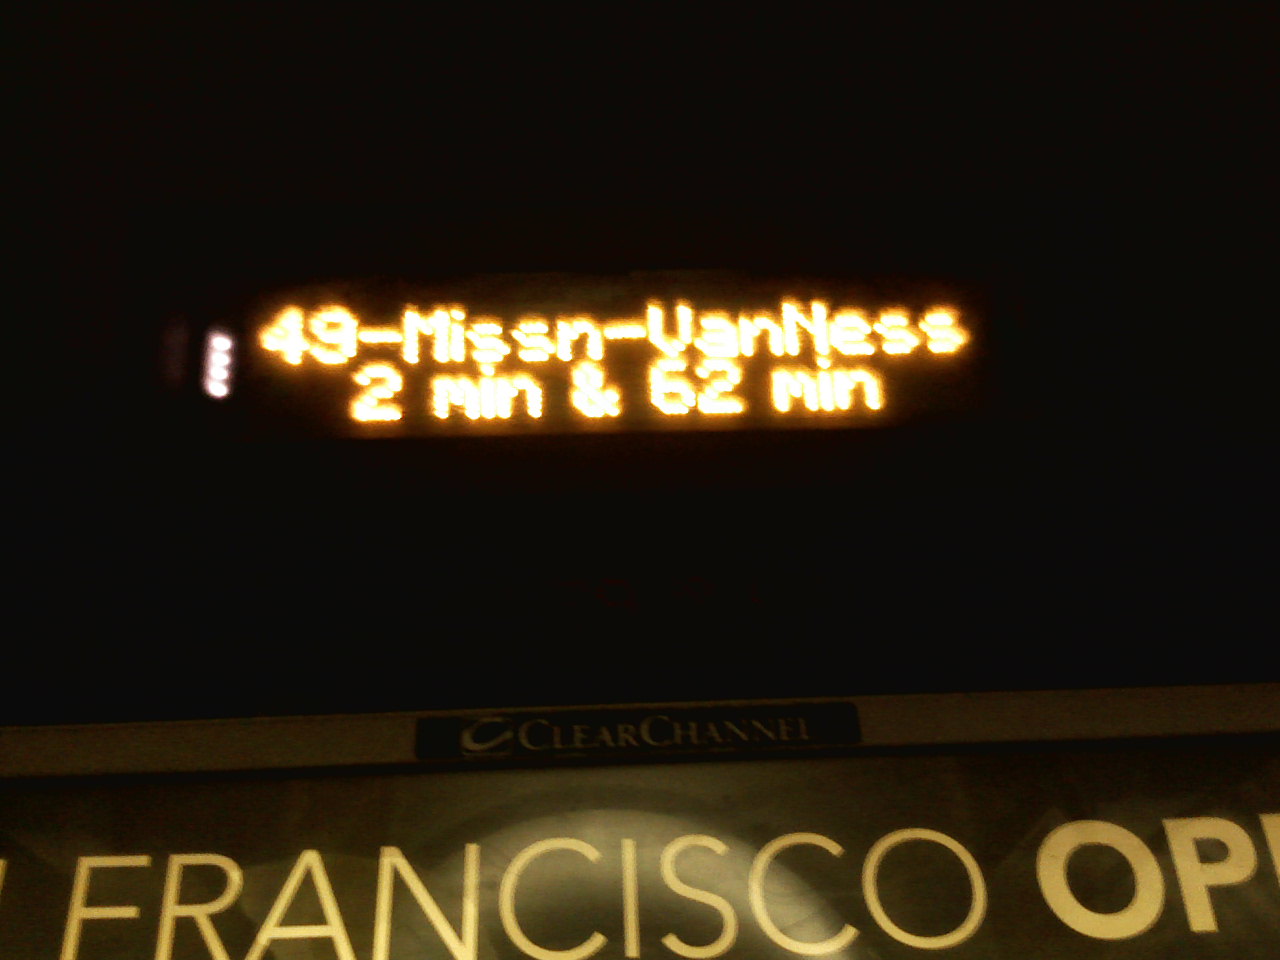 49-Missn-VanNess
2 min & 62 min
CLEARCHANNEL
FRANCISCO OP